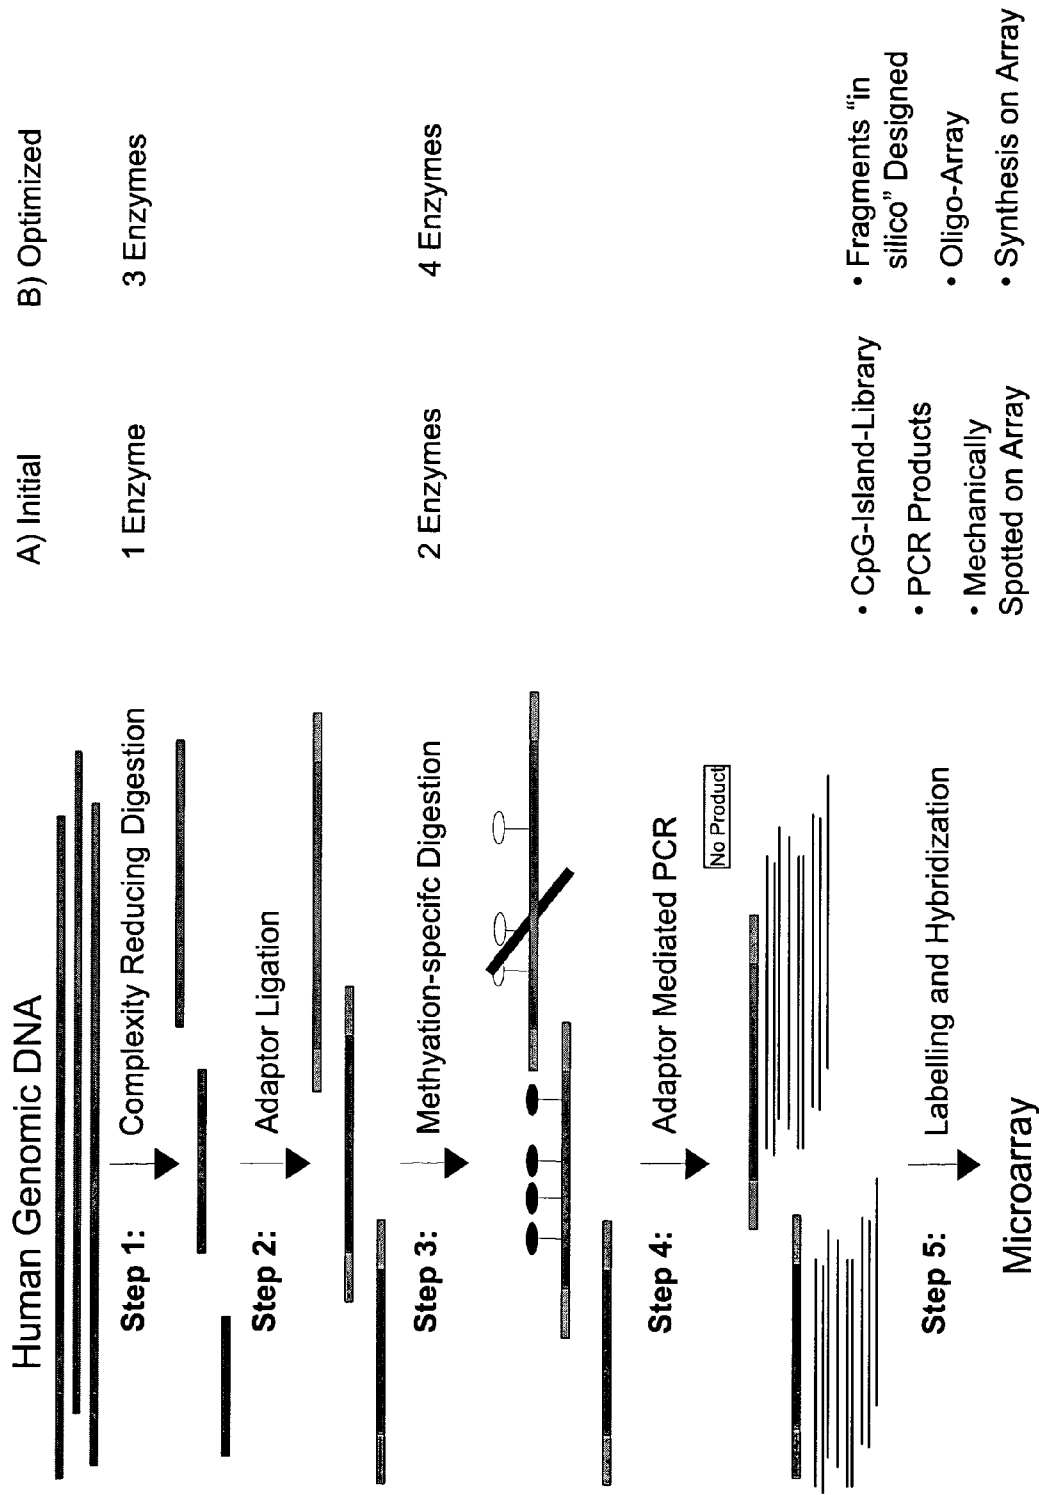 Human Genomic DNA
A) Initial
B) Optimized
Step 1:
Complexity Reducing Digestion
1 Enzyme
3 Enzymes
Step 2:
Adaptor Ligation
Step 3:
Methyation-specifc Digestion
2 Enzymes
4 Enzymes
Step 4:
Adaptor Mediated PCR
No Product
Step 5:
Labelling and Hybridization
Microarray
• CpG-Island-Library
• PCR Products
• Mechanically
Spotted on Array
• Fragments “in
silico” Designed
• Oligo-Array
• Synthesis on Array